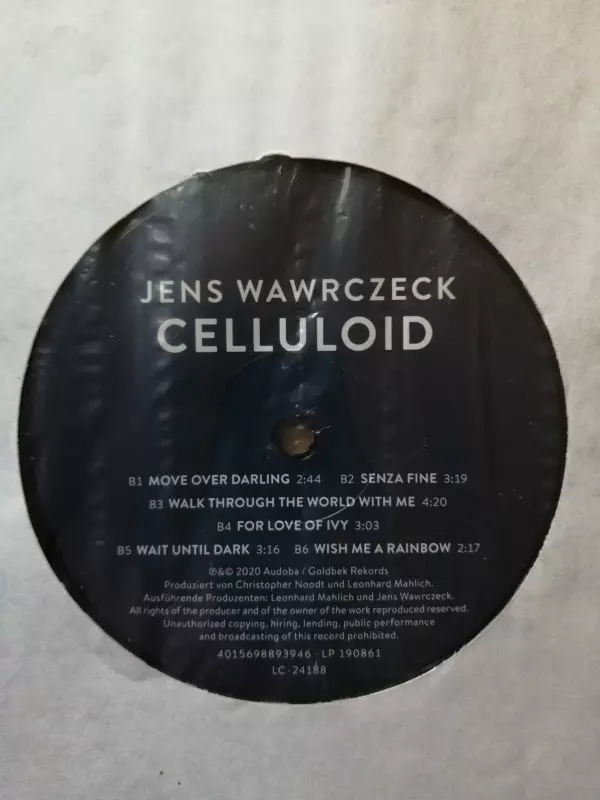 JENS WAWRCZECK
CELLULOID
B1 MOVE OVER DARLING 2:44 B2 SENZA FINE 3:19
B3 WALK THROUGH THE WORLD WITH ME 4:20
B4 FOR LOVE OF IVY 3:03
B5 WAIT UNTIL DARK 3:16 B6 WISH ME A RAINBOW 2:17
℗&© 2020 Audoba / Goldbek Rekords
Produziert von Christopher Noodt und Leonhard Mahlich.
Ausführende Produzenten: Leonhard Mahlich und Jens Wawrczeck.
All rights of the producer and of the owner of the work reproduced reserved.
Unauthorized copying, hiring, lending, public performance
and broadcasting of this record prohibited.
4015698893946 · LP 190861
LC-24188